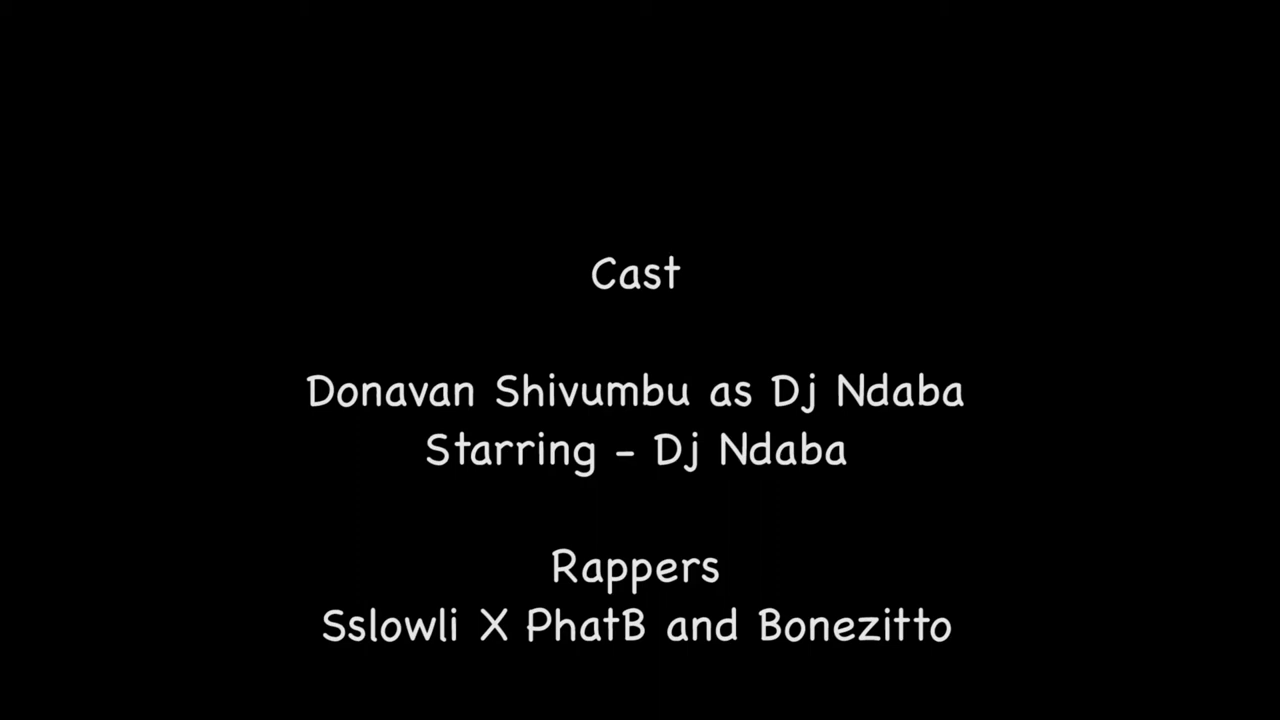 Cast
Donavan Shivumbu as Dj Ndaba
Starring - Dj Ndaba
Rappers
Sslowli X PhatB and Bonezitto